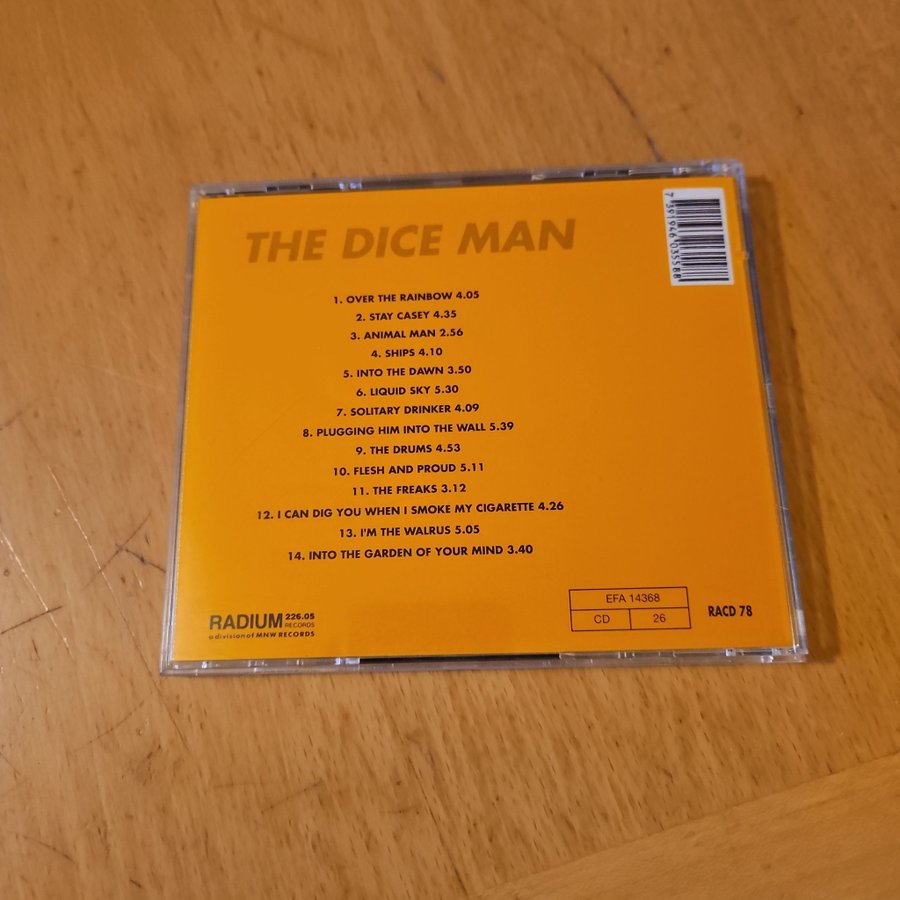 THE DICE MAN
7 391946 035588
1. OVER THE RAINBOW 4.05
2. STAY CASEY 4.35
3. ANIMAL MAN 2.56
4. SHIPS 4.10
5. INTO THE DAWN 3.50
6. LIQUID SKY 5.30
7. SOLITARY DRINKER 4.09
8. PLUGGING HIM INTO THE WALL 5.39
9. THE DRUMS 4.53
10. FLESH AND PROUD 5.11
11. THE FREAKS 3.12
12. I CAN DIG YOU WHEN I SMOKE MY CIGARETTE 4.26
13. I'M THE WALRUS 5.05
14. INTO THE GARDEN OF YOUR MIND 3.40
RADIUM 226.05
RECORDS
a division of MNW RECORDS
EFA 14368
CD 26
RACD 78